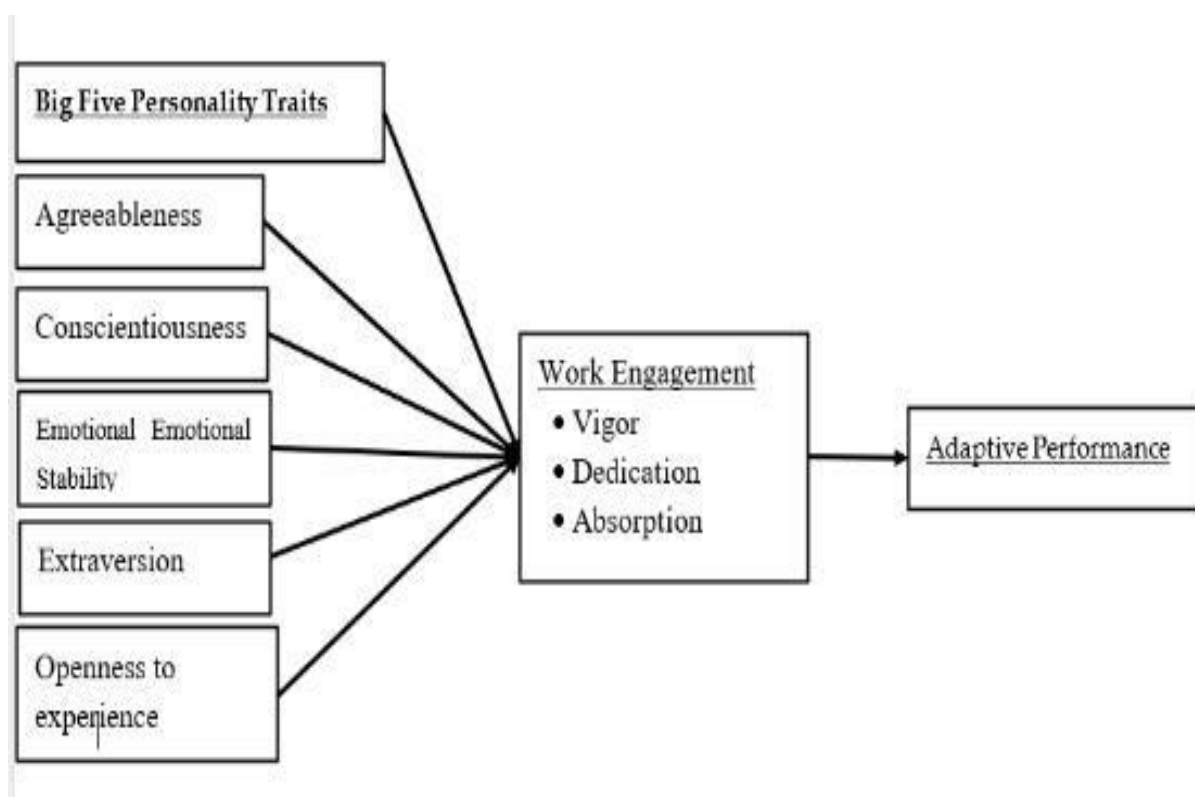 Big Five Personality Traits
Agreeableness
Conscientiousness
Emotional Emotional
Stability
Extraversion
Openness to
experience
Work Engagement
• Vigor
• Dedication
• Absorption
Adaptive Performance